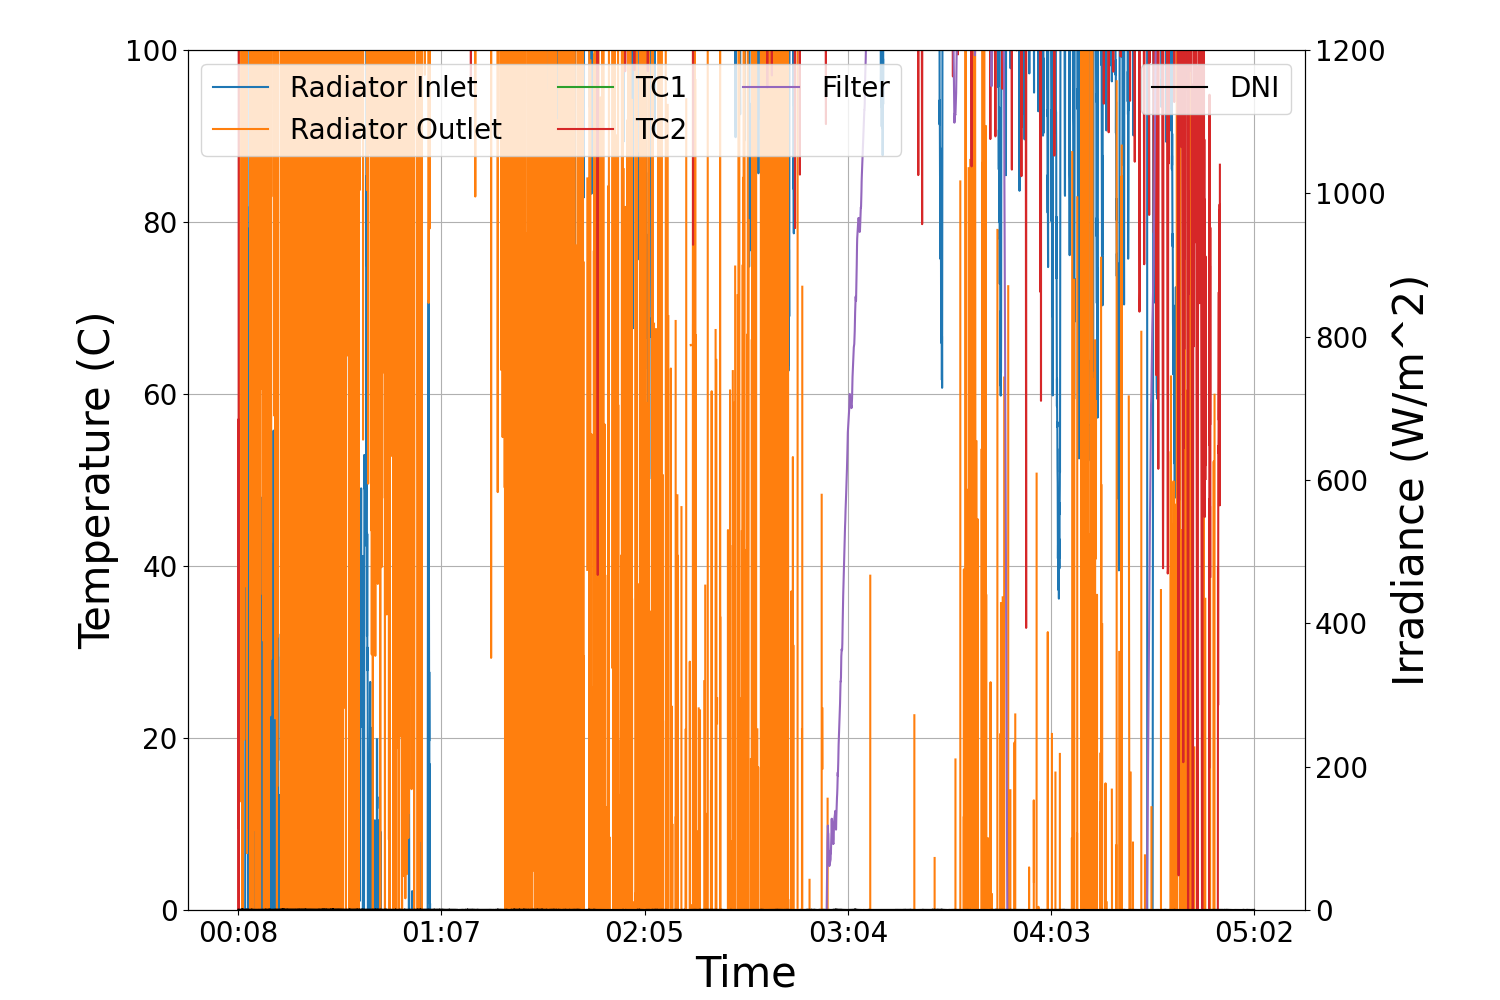 Radiator Inlet
Radiator Outlet
TC1
TC2
Filter
DNI
100
80
60
40
20
0
1200
1000
800
600
400
200
0
00:08
01:07
02:05
03:04
04:03
05:02
Time
Temperature (C)
Irradiance (W/m^2)